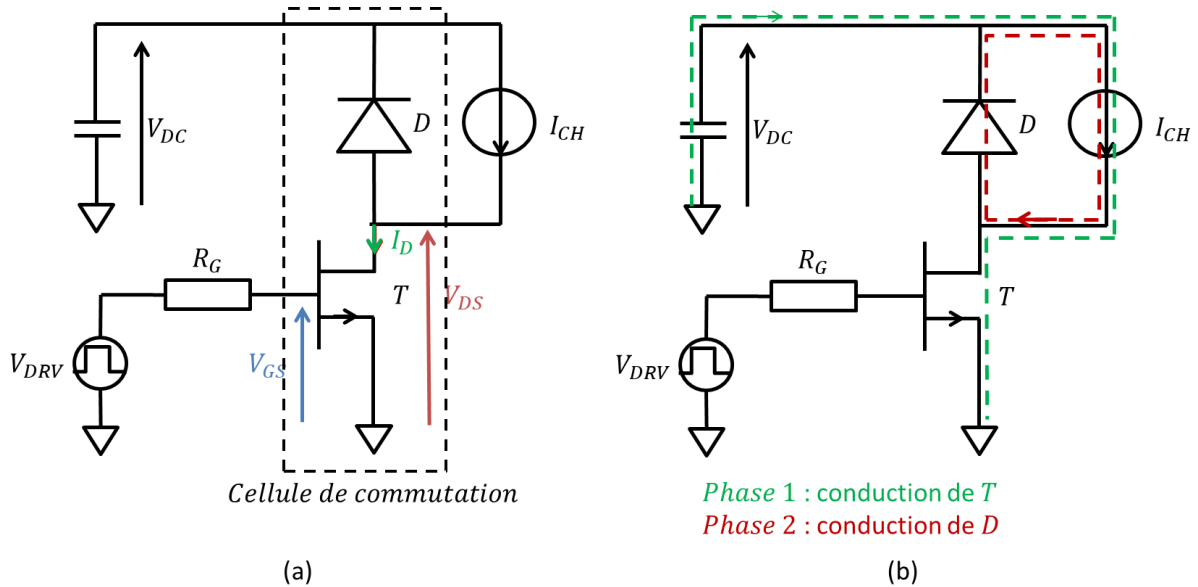 V_DC
D
I_CH
I_D
R_G
T
V_DS
V_GS
V_DRV
Cellule de commutation
(a)
V_DC
D
I_CH
R_G
T
V_DRV
Phase 1 : conduction de T
Phase 2 : conduction de D
(b)